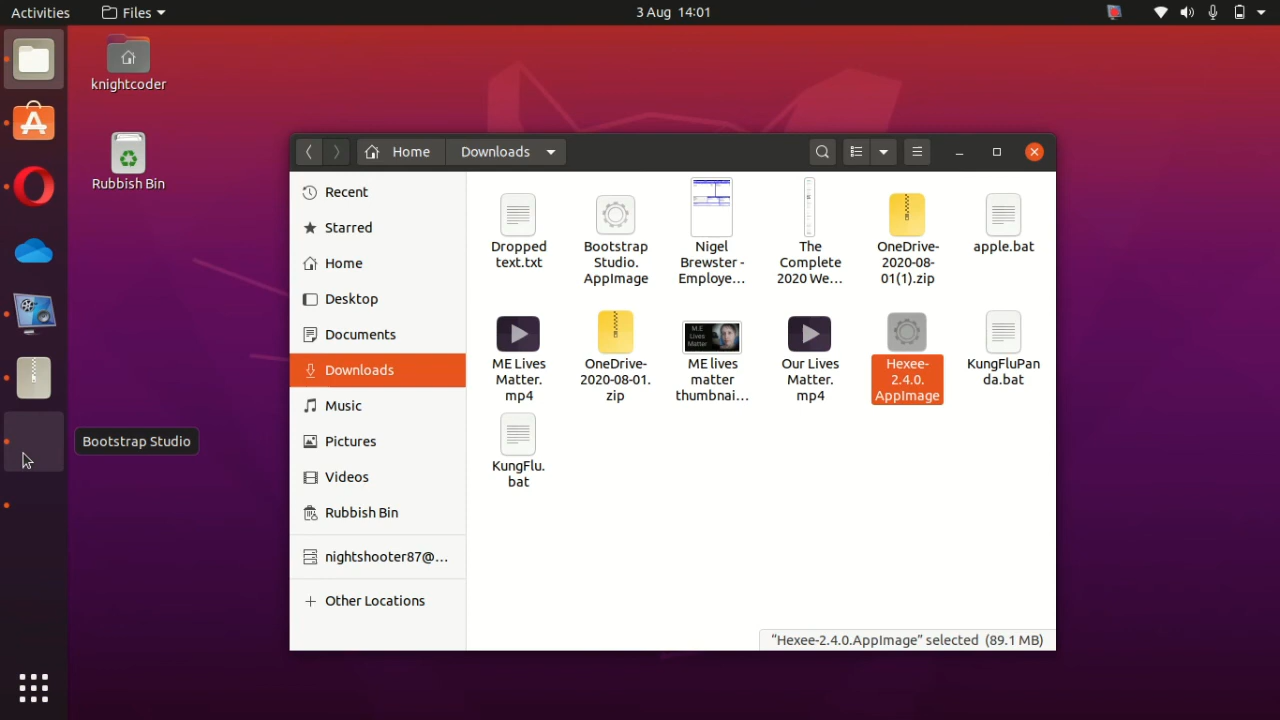 Activities
Files
3 Aug 14:01
knightcoder
Rubbish Bin
Bootstrap Studio
Home
Downloads
Recent
Starred
Home
Desktop
Documents
Downloads
Music
Pictures
Videos
Rubbish Bin
nightshooter87@...
Other Locations
Dropped
text.txt
Bootstrap
Studio.
AppImage
Nigel
Brewster -
Employe...
The
Complete
2020 We...
OneDrive-
2020-08-
01(1).zip
apple.bat
ME Lives
Matter.
mp4
OneDrive-
2020-08-01.
zip
M.E
Lives
Matter
ME lives
matter
thumbnai...
Our Lives
Matter.
mp4
Hexee-
2.4.0.
AppImage
KungFluPan
da.bat
KungFlu.
bat
"Hexee-2.4.0.AppImage" selected (89.1 MB)